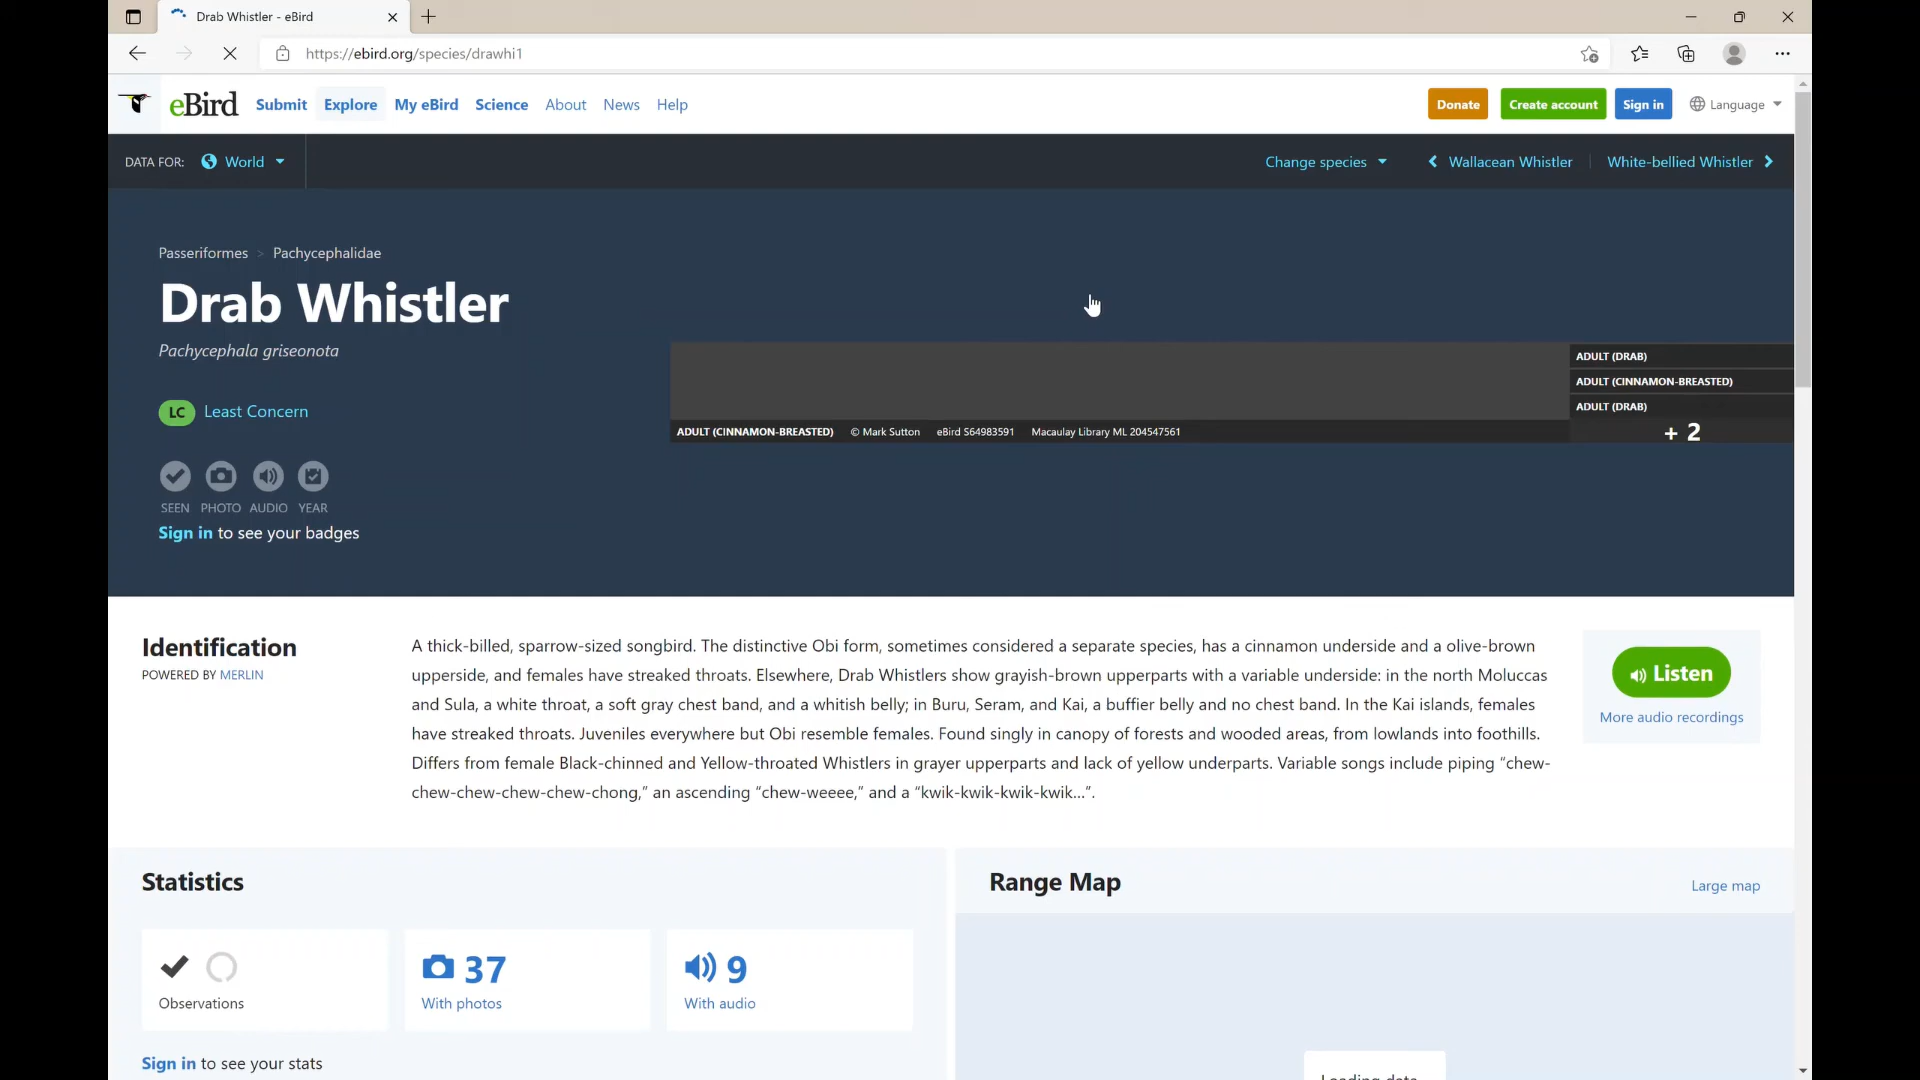 Drab Whistler - eBird
https://ebird.org/species/drawhi1
eBird Submit Explore My eBird Science About News Help Donate Create account Sign in Language
DATA FOR: World Change species Wallacean Whistler White-bellied Whistler
Passeriformes > Pachycephalidae
Drab Whistler
Pachycephala griseonota
LC Least Concern
SEEN PHOTO AUDIO YEAR
Sign in to see your badges
ADULT (CINNAMON-BREASTED) © Mark Sutton eBird S64983591 Macaulay Library ML 204547561
ADULT (DRAB)
ADULT (CINNAMON-BREASTED)
ADULT (DRAB)
+ 2
Identification
POWERED BY MERLIN
A thick-billed, sparrow-sized songbird. The distinctive Obi form, sometimes considered a separate species, has a cinnamon underside and a olive-brown
upperside, and females have streaked throats. Elsewhere, Drab Whistlers show grayish-brown upperparts with a variable underside: in the north Moluccas
and Sula, a white throat, a soft gray chest band, and a whitish belly; in Buru, Seram, and Kai, a buffier belly and no chest band. In the Kai islands, females
have streaked throats. Juveniles everywhere but Obi resemble females. Found singly in canopy of forests and wooded areas, from lowlands into foothills.
Differs from female Black-chinned and Yellow-throated Whistlers in grayer upperparts and lack of yellow underparts. Variable songs include piping “chew-
chew-chew-chew-chew-chong,” an ascending “chew-weeee,” and a “kwik-kwik-kwik-kwik...”.
Listen
More audio recordings
Statistics
Observations
37
With photos
9
With audio
Sign in to see your stats
Range Map
Large map
Loading data